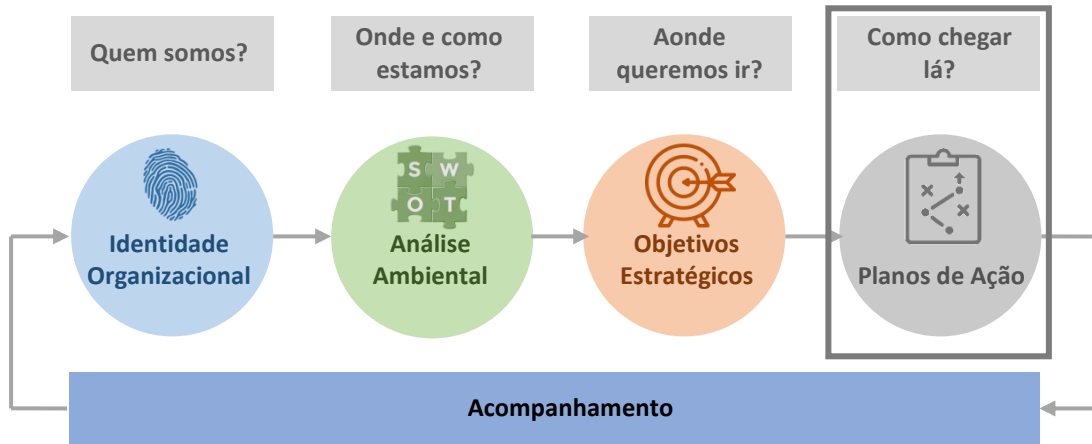 Quem somos?
Onde e como
estamos?
Aonde
queremos ir?
Como chegar
lá?
S W
O T
Identidade
Organizacional
Análise
Ambiental
Objetivos
Estratégicos
Planos de Ação
Acompanhamento